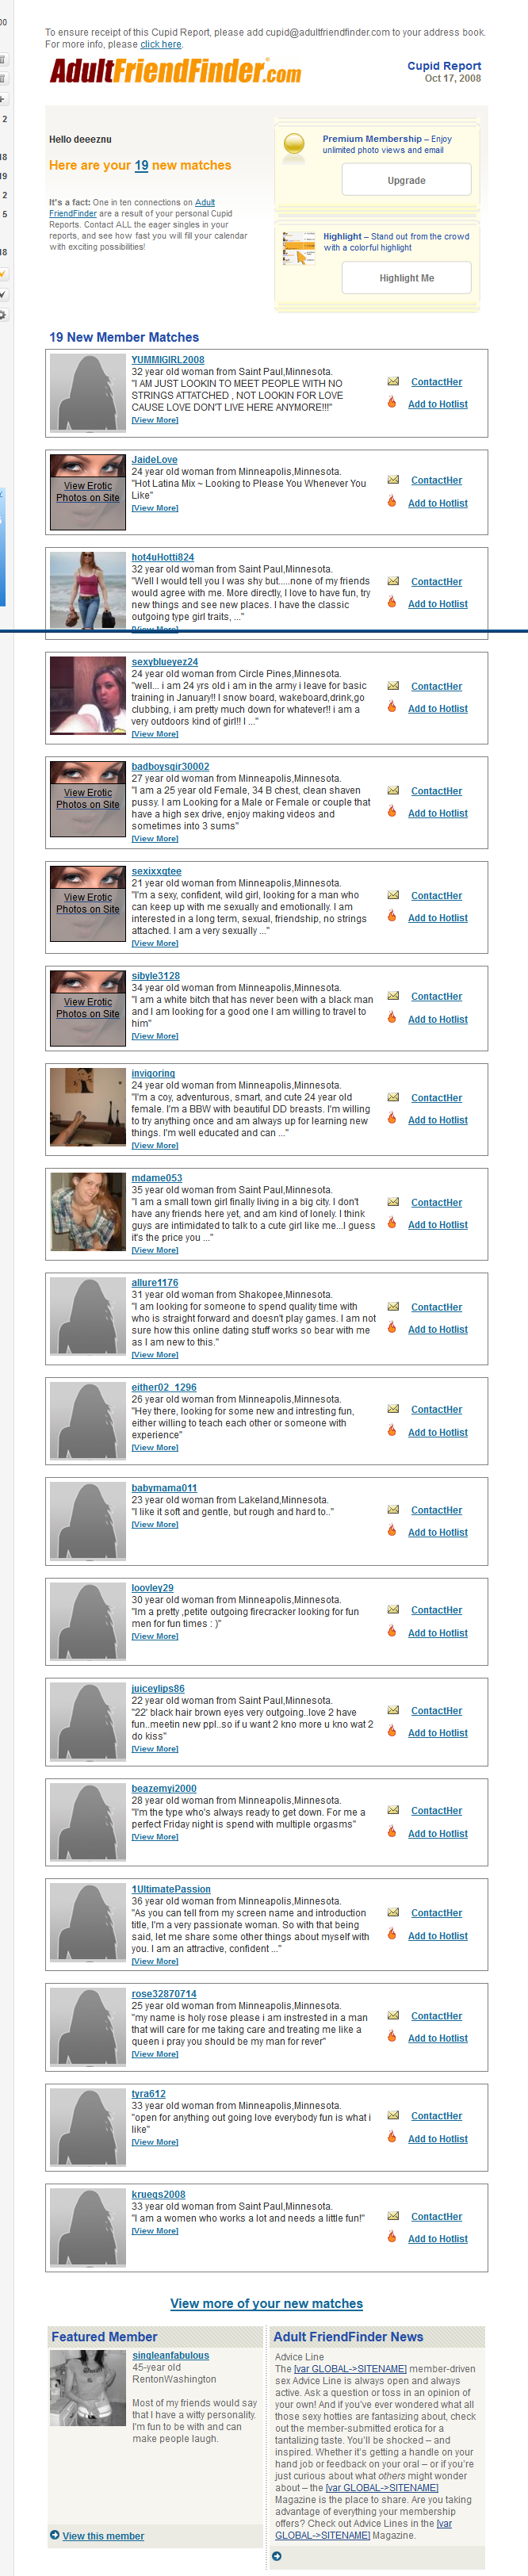 To ensure receipt of this Cupid Report, please add cupid@adultfriendfinder.com to your address book.
For more info, please click here.
AdultFriendFinder.com
Cupid Report
Oct 17, 2008
Hello deeeznu
Here are your 19 new matches
It's a fact: One in ten connections on Adult
FriendFinder are a result of your personal Cupid
Reports. Contact ALL the eager singles in your
reports, and see how fast you will fill your calendar
with exciting possibilities!
Premium Membership – Enjoy
unlimited photo views and email
Upgrade
Highlight – Stand out from the crowd
with a colorful highlight
Highlight Me
19 New Member Matches
YUMMIGIRL2008
32 year old woman from Saint Paul,Minnesota.
"I AM JUST LOOKIN TO MEET PEOPLE WITH NO
STRINGS ATTATCHED , NOT LOOKIN FOR LOVE
CAUSE LOVE DON'T LIVE HERE ANYMORE!!!"
[View More]
ContactHer
Add to Hotlist
View Erotic
Photos on Site
JaideLove
24 year old woman from Minneapolis,Minnesota.
"Hot Latina Mix ~ Looking to Please You Whenever You
Like"
[View More]
ContactHer
Add to Hotlist
hot4uHotti824
32 year old woman from Saint Paul,Minnesota.
"Well I would tell you I was shy but.....none of my friends
would agree with me. More directly, I love to have fun, try
new things and see new places. I have the classic
outgoing type girl traits, ..."
[View More]
ContactHer
Add to Hotlist
sexyblueyez24
24 year old woman from Circle Pines,Minnesota.
"well... i am 24 yrs old i am in the army i leave for basic
training in January!! I snow board, wakeboard,drink,go
clubbing, i am pretty much down for whatever!! i am a
very outdoors kind of girl!! I ..."
[View More]
ContactHer
Add to Hotlist
View Erotic
Photos on Site
badboysgir30002
27 year old woman from Minneapolis,Minnesota.
"I am a 25 year old Female, 34 B chest, clean shaven
pussy. I am Looking for a Male or Female or couple that
have a high sex drive, enjoy making videos and
sometimes into 3 sums"
[View More]
ContactHer
Add to Hotlist
View Erotic
Photos on Site
sexixxqtee
21 year old woman from Minneapolis,Minnesota.
"I'm a sexy, confident, wild girl, looking for a man who
can keep up with me sexually and emotionally. I am
interested in a long term, sexual, friendship, no strings
attached. I am a very sexually ..."
[View More]
ContactHer
Add to Hotlist
View Erotic
Photos on Site
sibyle3128
34 year old woman from Minneapolis,Minnesota.
"I am a white bitch that has never been with a black man
and I am looking for a good one I am willing to travel to
him"
[View More]
ContactHer
Add to Hotlist
invigoring
24 year old woman from Minneapolis,Minnesota.
"I'm a coy, adventurous, smart, and cute 24 year old
female. I'm a BBW with beautiful DD breasts. I'm willing
to try anything once and am always up for learning new
things. I'm well educated and can ..."
[View More]
ContactHer
Add to Hotlist
mdame053
35 year old woman from Saint Paul,Minnesota.
"I am a small town girl finally living in a big city. I don't
have any friends here yet, and am kind of lonely. I think
guys are intimidated to talk to a cute girl like me...I guess
it's the price you ..."
[View More]
ContactHer
Add to Hotlist
allure1176
31 year old woman from Shakopee,Minnesota.
"I am looking for someone to spend quality time with
who is straight forward and doesn't play games. I am not
sure how this online dating stuff works so bear with me
as I am new to this."
[View More]
ContactHer
Add to Hotlist
either02_1296
26 year old woman from Minneapolis,Minnesota.
"Hey there, looking for some new and intresting fun,
either willing to teach each other or someone with
experience"
[View More]
ContactHer
Add to Hotlist
babymama011
23 year old woman from Lakeland,Minnesota.
"I like it soft and gentle, but rough and hard to.."
[View More]
ContactHer
Add to Hotlist
loovley29
30 year old woman from Minneapolis,Minnesota.
"Im a pretty ,petite outgoing firecracker looking for fun
men for fun times : )"
[View More]
ContactHer
Add to Hotlist
juiceylips86
22 year old woman from Saint Paul,Minnesota.
"22' black hair brown eyes very outgoing..love 2 have
fun..meetin new ppl..so if u want 2 kno more u kno wat 2
do kiss"
[View More]
ContactHer
Add to Hotlist
beazemyi2000
28 year old woman from Minneapolis,Minnesota.
"I'm the type who's always ready to get down. For me a
perfect Friday night is spend with multiple orgasms"
[View More]
ContactHer
Add to Hotlist
1UltimatePassion
36 year old woman from Minneapolis,Minnesota.
"As you can tell from my screen name and introduction
title, I'm a very passionate woman. So with that being
said, let me share some other things about myself with
you. I am an attractive, confident ..."
[View More]
ContactHer
Add to Hotlist
rose32870714
25 year old woman from Minneapolis,Minnesota.
"my name is holy rose please i am instrested in a man
that will care for me taking care and treating me like a
queen i pray you should be my man for rever"
[View More]
ContactHer
Add to Hotlist
tyra612
33 year old woman from Minneapolis,Minnesota.
"open for anything out going love everybody fun is what i
like"
[View More]
ContactHer
Add to Hotlist
kruegs2008
33 year old woman from Saint Paul,Minnesota.
"I am a women who works a lot and needs a little fun!"
[View More]
ContactHer
Add to Hotlist
View more of your new matches
Featured Member
singleanfabulous
45-year old
RentonWashington
Most of my friends would say
that I have a witty personality.
I'm fun to be with and can
make people laugh.
View this member
Adult FriendFinder News
Advice Line
The [var GLOBAL->SITENAME] member-driven
sex Advice Line is always open and always
active. Ask a question or toss in an opinion of
your own! And if you've ever wondered what all
those sexy hotties are fantasizing about, check
out the member-submitted erotica for a
tantalizing taste. You'll be shocked – and
inspired. Whether it's getting a handle on your
hand job or feedback on your oral – or if you're
just curious about what others might wonder
about – the [var GLOBAL->SITENAME]
Magazine is the place to share. Are you taking
advantage of everything your membership
offers? Check out Advice Lines in the [var
GLOBAL->SITENAME] Magazine.